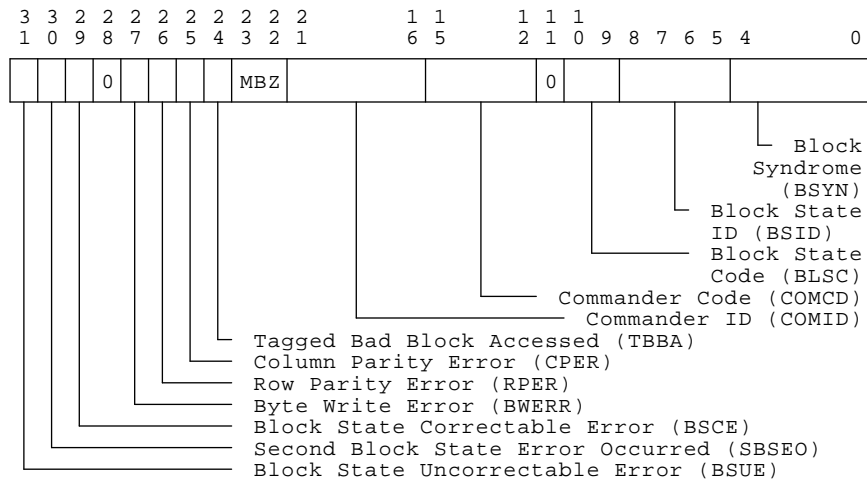 3 3 2 2 2 2 2 2 2 2 2 1 1 1 1 1
1 0 9 8 7 6 5 4 3 2 1 6 5 2 1 0 9 8 7 6 5 4 0
0 MBZ 0
Block
Syndrome
(BSYN)
Block State
ID (BSID)
Block State
Code (BLSC)
Commander Code (COMCD)
Commander ID (COMID)
Tagged Bad Block Accessed (TBBA)
Column Parity Error (CPER)
Row Parity Error (RPER)
Byte Write Error (BWERR)
Block State Correctable Error (BSCE)
Second Block State Error Occurred (SBSEO)
Block State Uncorrectable Error (BSUE)